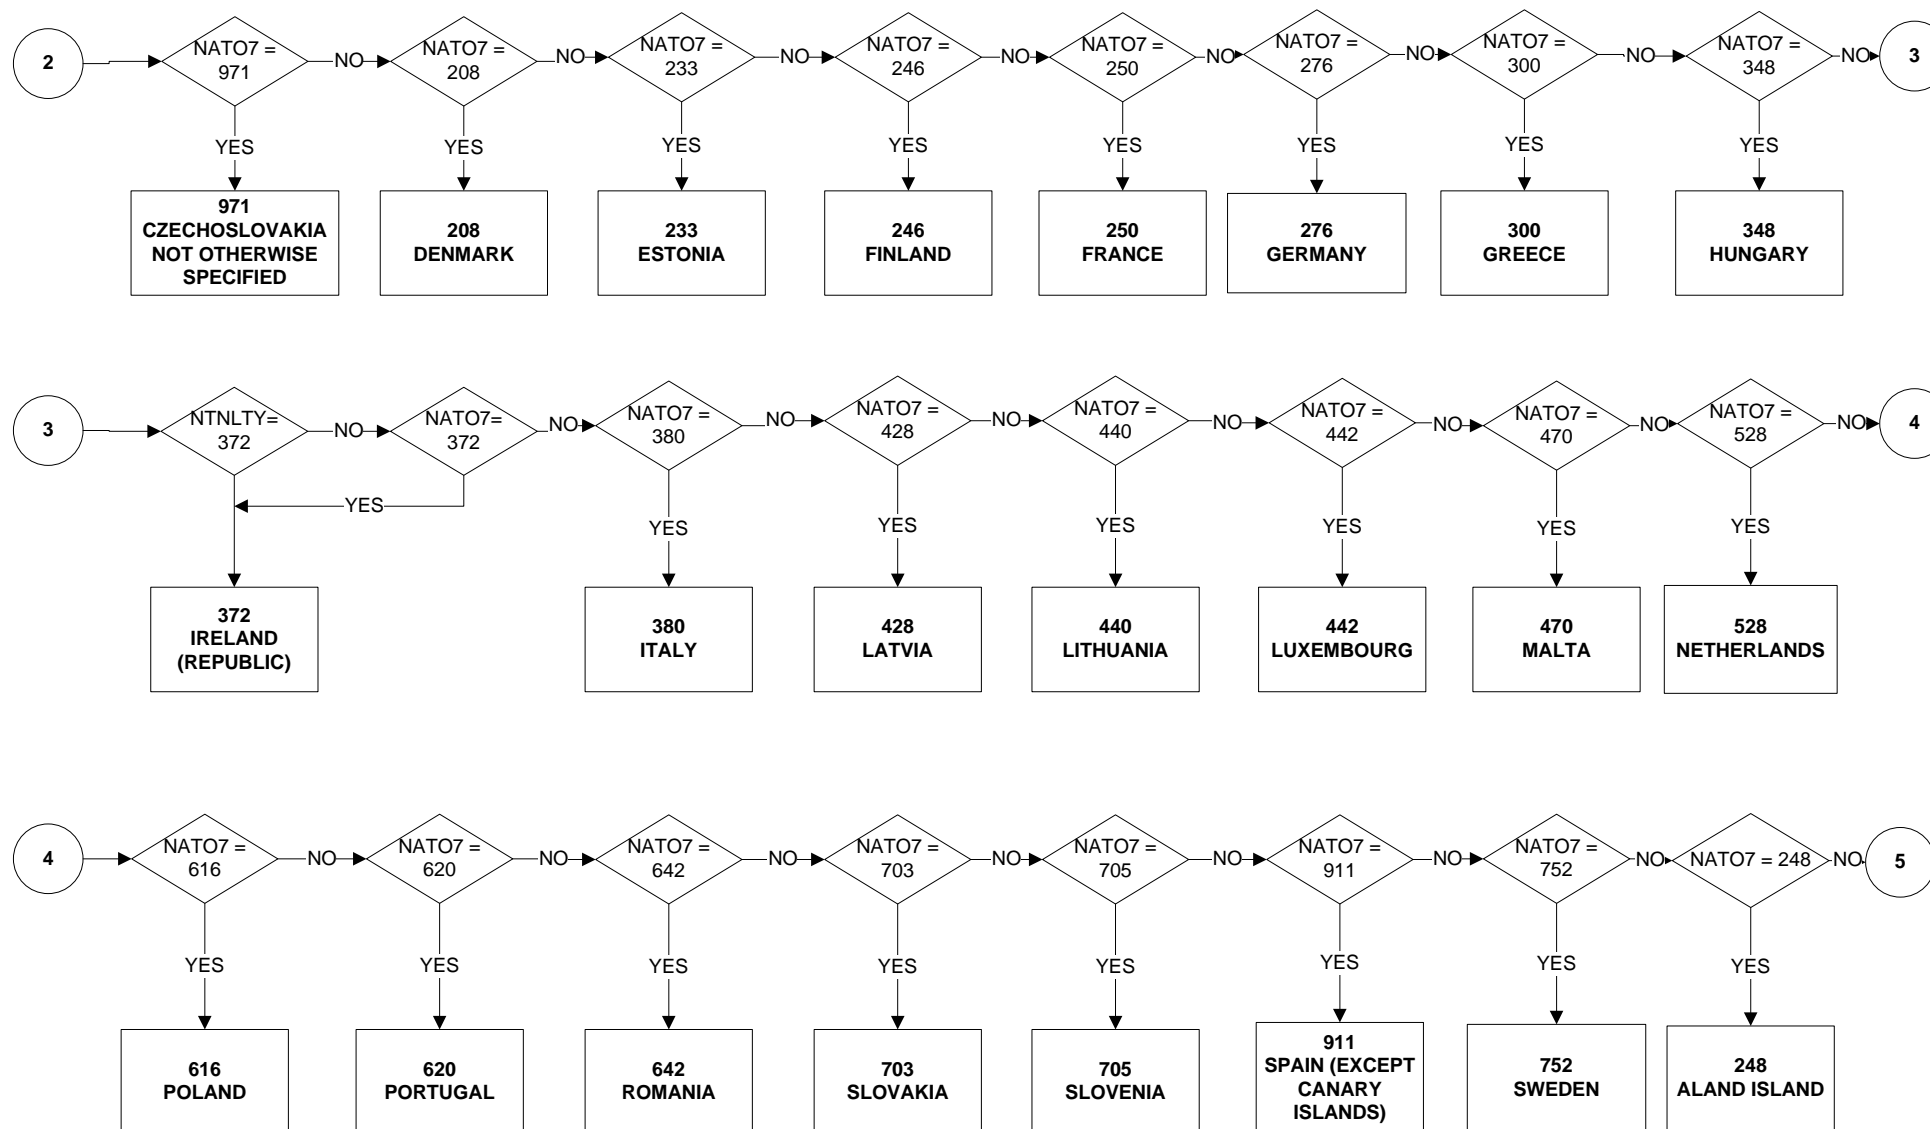 2
NATO7 =
971
NO
NATO7 =
208
NO
NATO7 =
233
NO
NATO7 =
246
NO
NATO7 =
250
NO
NATO7 =
276
NO
NATO7 =
300
NO
NATO7 =
348
NO
3
YES
YES
YES
YES
YES
YES
YES
YES
971
CZECHOSLOVAKIA
NOT OTHERWISE
SPECIFIED
208
DENMARK
233
ESTONIA
246
FINLAND
250
FRANCE
276
GERMANY
300
GREECE
348
HUNGARY
3
NTNLTY=
372
NO
NATO7=
372
NO
NATO7 =
380
NO
NATO7 =
428
NO
NATO7 =
440
NO
NATO7 =
442
NO
NATO7 =
470
NO
NATO7 =
528
NO
4
YES
YES
YES
YES
YES
YES
YES
372
IRELAND
(REPUBLIC)
380
ITALY
428
LATVIA
440
LITHUANIA
442
LUXEMBOURG
470
MALTA
528
NETHERLANDS
4
NATO7 =
616
NO
NATO7 =
620
NO
NATO7 =
642
NO
NATO7 =
703
NO
NATO7 =
705
NO
NATO7 =
911
NO
NATO7 =
752
NO
NATO7 = 248
NO
5
YES
YES
YES
YES
YES
YES
YES
YES
616
POLAND
620
PORTUGAL
642
ROMANIA
703
SLOVAKIA
705
SLOVENIA
911
SPAIN (EXCEPT
CANARY
ISLANDS)
752
SWEDEN
248
ALAND ISLAND